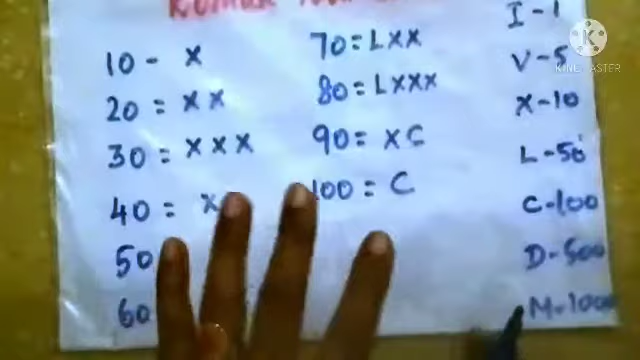 10 - X
20 = XX
30 = XXX
40 = X
50
60
70 = LXX
80 = LXXX
90 = XC
100 = C
I - 1
V - 5
X - 10
L - 50
C - 100
D - 500
M - 1000
KINEMASTER